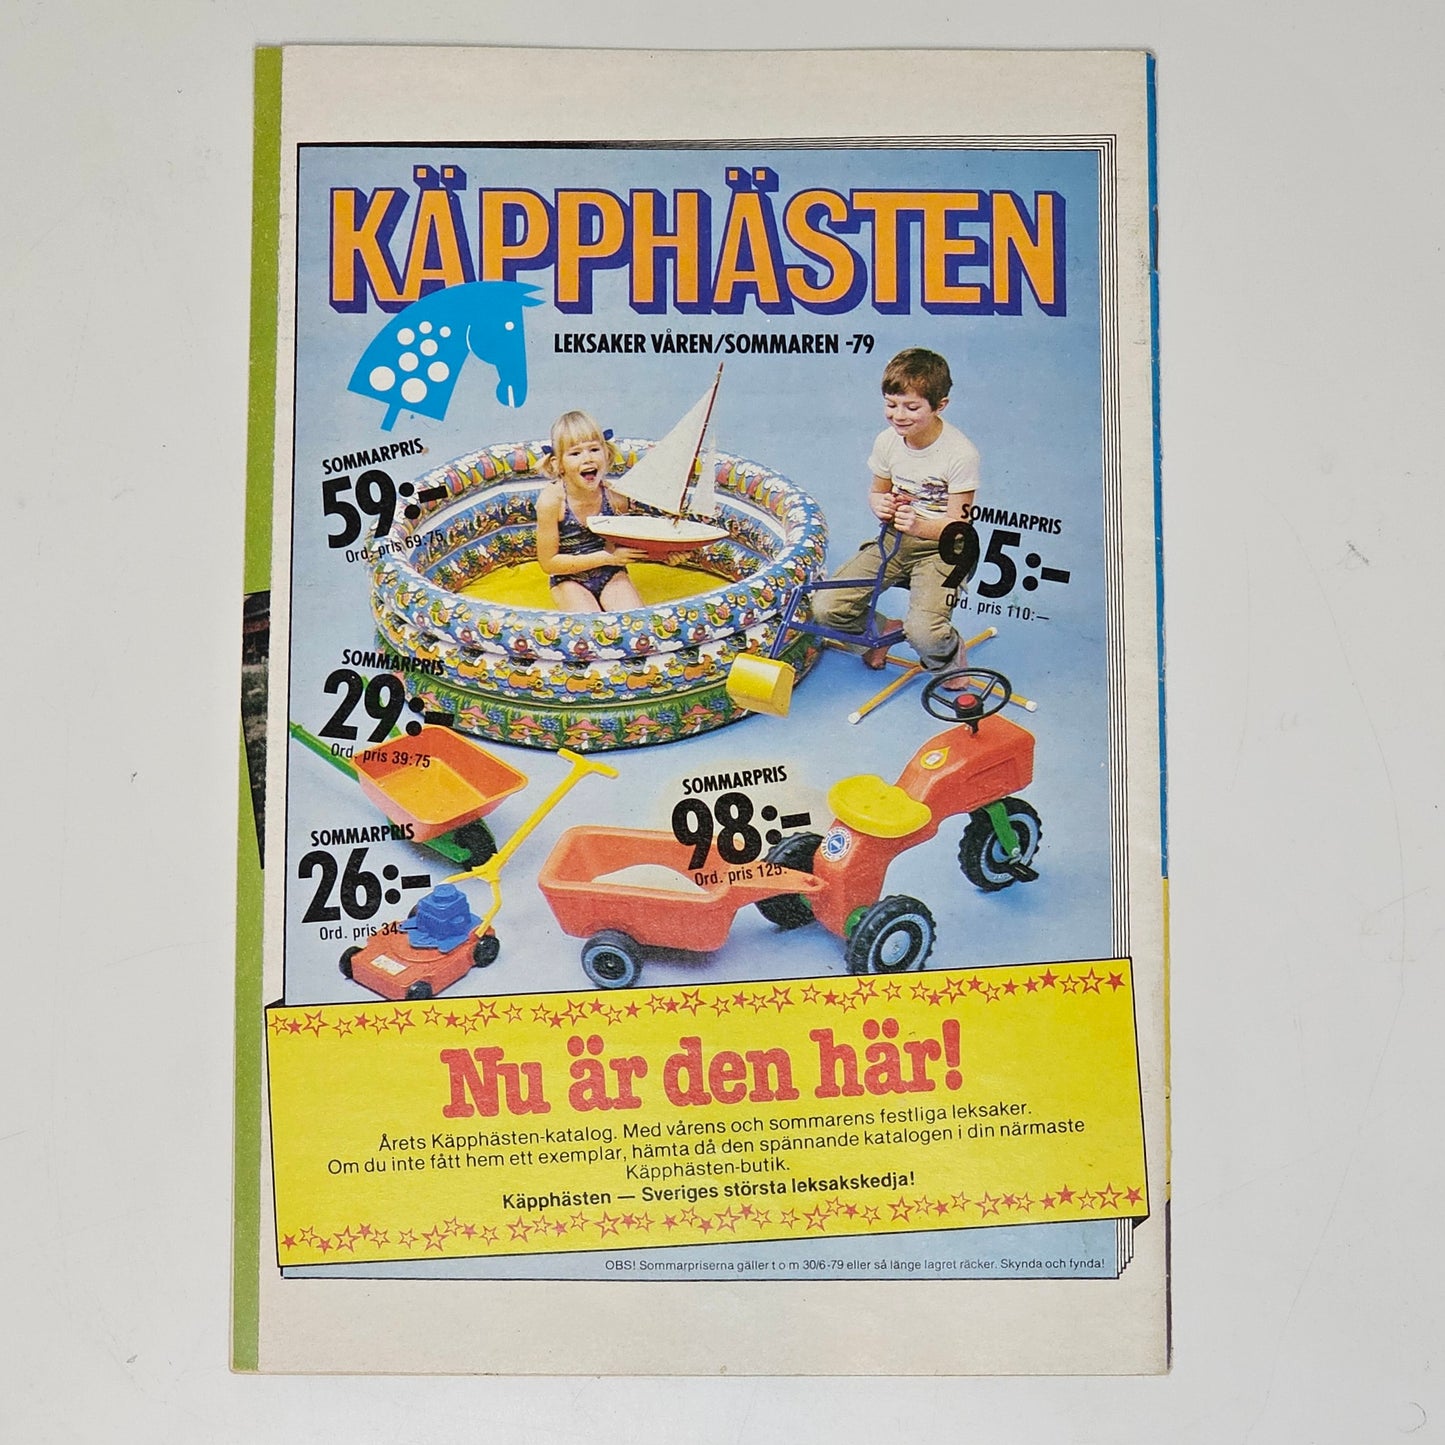 KÄPPHÄSTEN
LEKSAKER VÅREN/SOMMAREN -79
SOMMARPRIS
59:-
Ord. pris 69:75
SOMMARPRIS
95:-
Ord. pris 110:—
SOMMARPRIS
29:-
Ord. pris 39:75
SOMMARPRIS
98:-
Ord. pris 125:
SOMMARPRIS
26:-
Ord. pris 34:—
Nu är den här!
Årets Käpphästen-katalog. Med vårens och sommarens festliga leksaker.
Om du inte fått hem ett exemplar, hämta då den spännande katalogen i din närmaste
Käpphästen-butik.
Käpphästen — Sveriges största leksakskedja!
OBS! Sommarpriserna gäller t o m 30/6-79 eller så länge lagret räcker. Skynda och fynda!